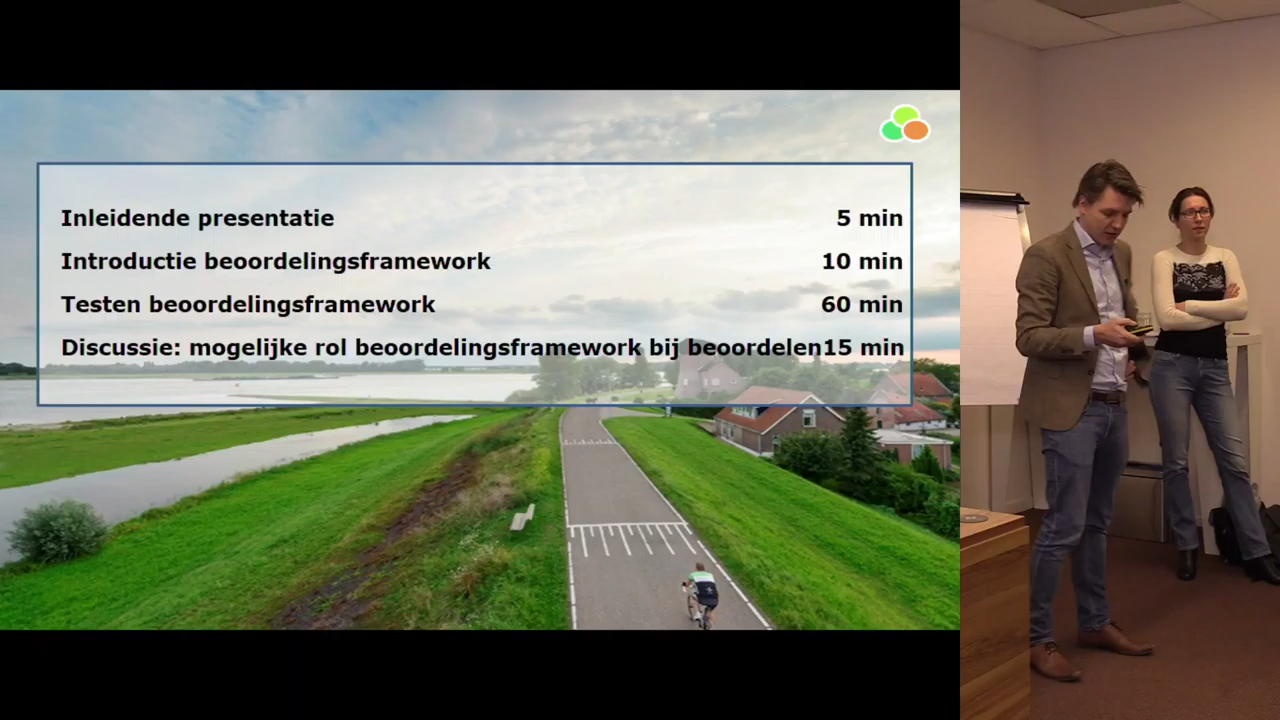 Inleidende presentatie 5 min
Introductie beoordelingsframework 10 min
Testen beoordelingsframework 60 min
Discussie: mogelijke rol beoordelingsframework bij beoordelen15 min